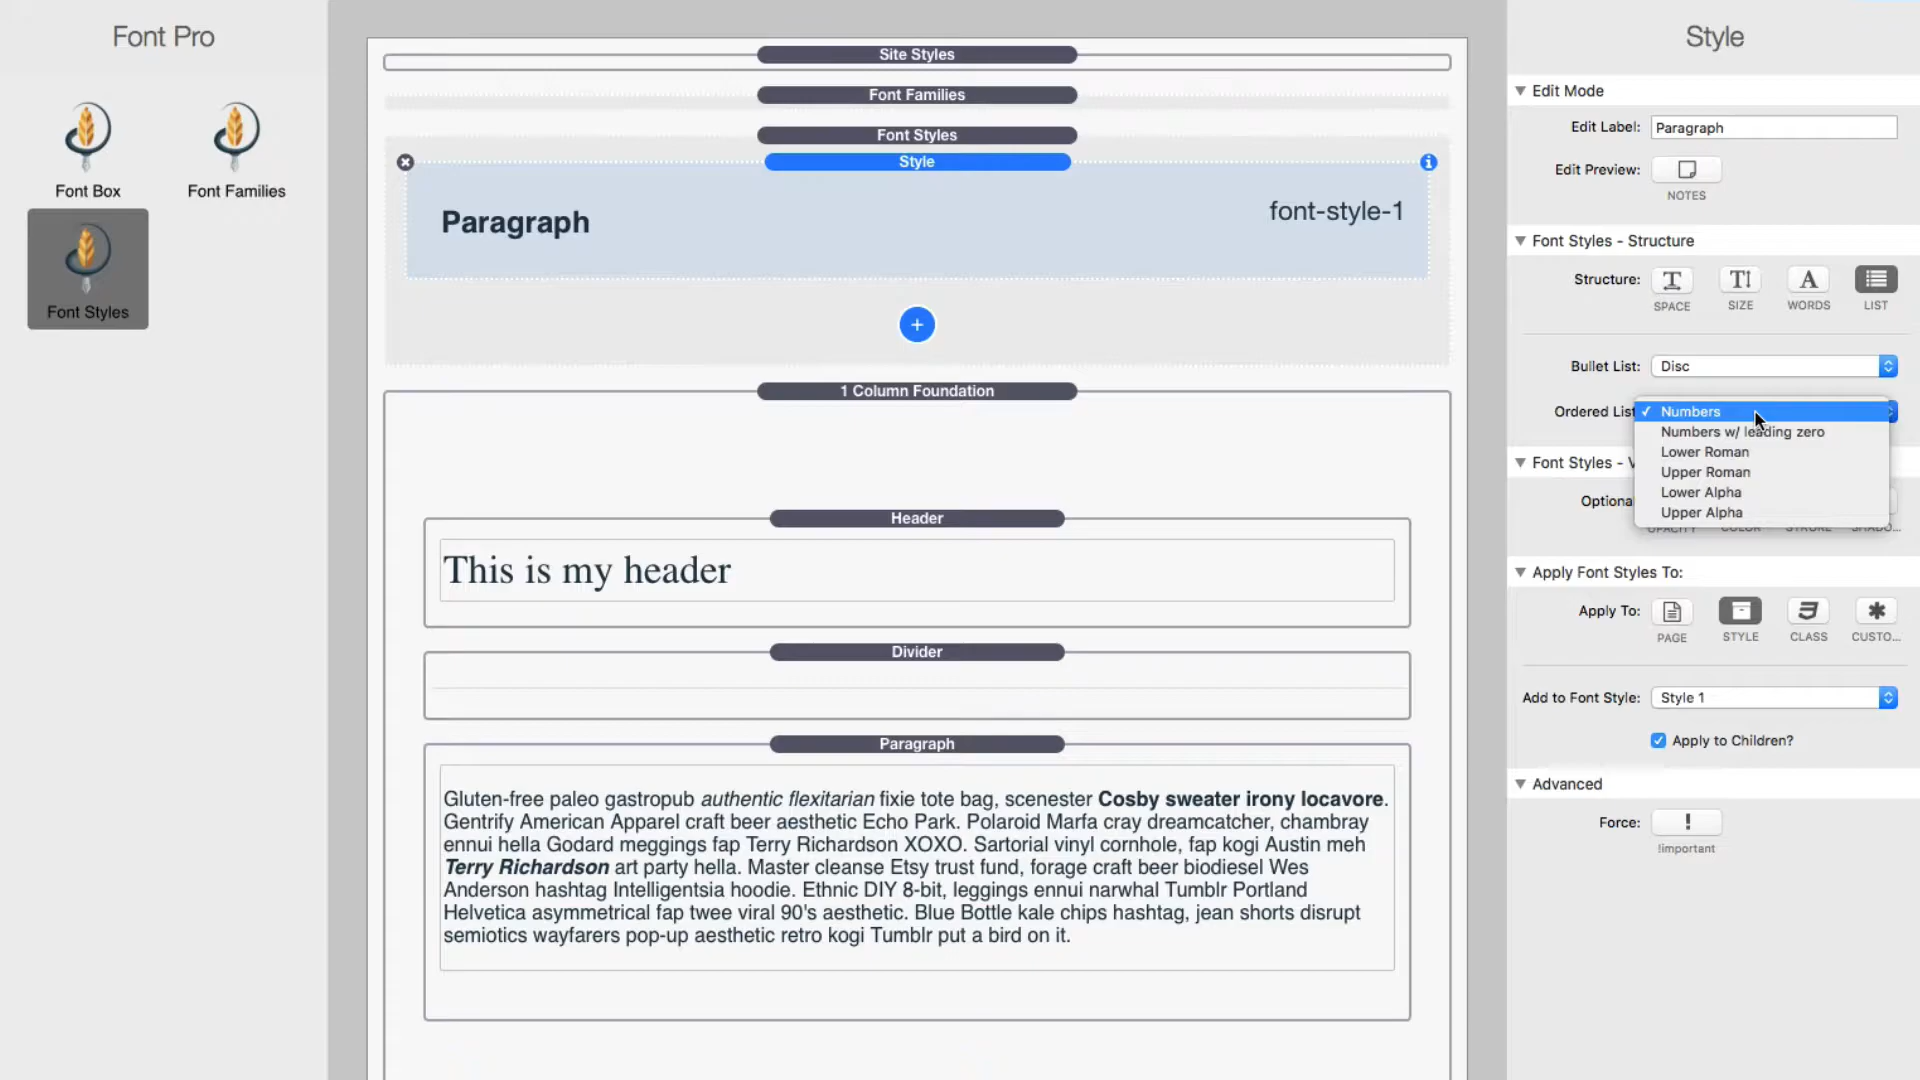 Font Pro
Font Box
Font Families
Font Styles
Site Styles
Font Families
Font Styles
Style
Paragraph
font-style-1
1 Column Foundation
Header
This is my header
Divider
Paragraph
Gluten-free paleo gastropub authentic flexitarian fixie tote bag, scenester Cosby sweater irony locavore.
Gentrify American Apparel craft beer aesthetic Echo Park. Polaroid Marfa cray dreamcatcher, chambray
ennui hella Godard meggings fap Terry Richardson XOXO. Sartorial vinyl cornhole, fap kogi Austin meh
Terry Richardson art party hella. Master cleanse Etsy trust fund, forage craft beer biodiesel Wes
Anderson hashtag Intelligentsia hoodie. Ethnic DIY 8-bit, leggings ennui narwhal Tumblr Portland
Helvetica asymmetrical fap twee viral 90's aesthetic. Blue Bottle kale chips hashtag, jean shorts disrupt
semiotics wayfarers pop-up aesthetic retro kogi Tumblr put a bird on it.
Style
Edit Mode
Edit Label: Paragraph
Edit Preview:
NOTES
Font Styles - Structure
Structure:
SPACE SIZE WORDS LIST
Bullet List: Disc
Ordered List
Numbers
Numbers w/ leading zero
Lower Roman
Upper Roman
Lower Alpha
Upper Alpha
Font Styles - V
Optiona
Apply Font Styles To:
Apply To:
PAGE STYLE CLASS CUSTO...
Add to Font Style: Style 1
Apply to Children?
Advanced
Force:
!important